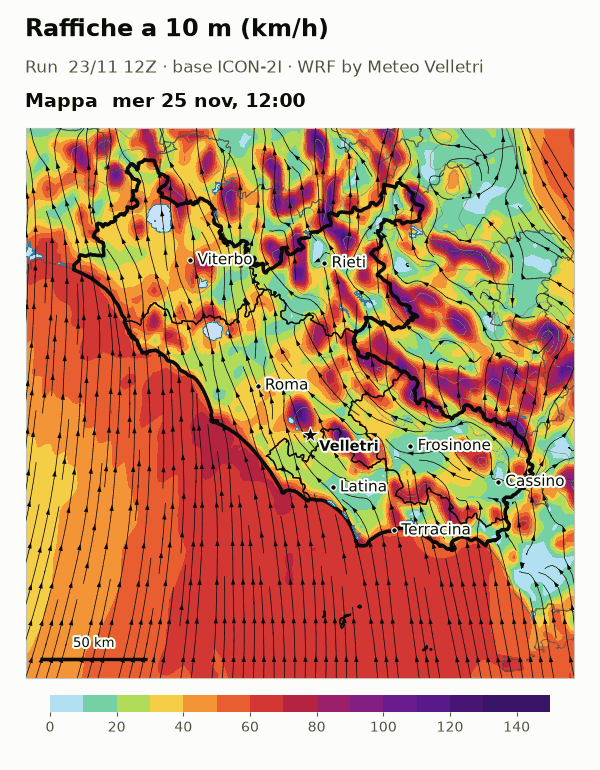 Raffiche a 10 m (km/h)
Run  23/11 12Z · base ICON-2I · WRF by Meteo Velletri
Mappa  mer 25 nov, 12:00
Viterbo
Rieti
Roma
Velletri
Frosinone
Cassino
Latina
Terracina
50 km
0 20 40 60 80 100 120 140